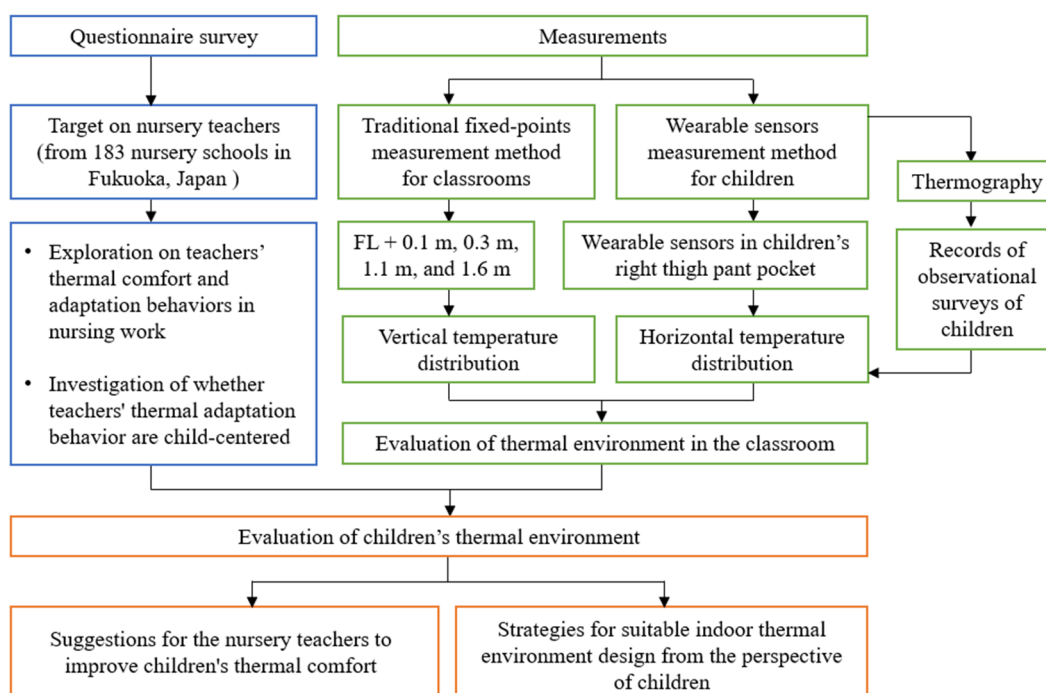 Questionnaire survey
Measurements
Target on nursery teachers
(from 183 nursery schools in
Fukuoka, Japan )
Traditional fixed-points
measurement method
for classrooms
Wearable sensors
measurement method
for children
Thermography
• Exploration on teachers’
thermal comfort and
adaptation behaviors in
nursing work
• Investigation of whether
teachers' thermal adaptation
behavior are child-centered
FL + 0.1 m, 0.3 m,
1.1 m, and 1.6 m
Wearable sensors in children’s
right thigh pant pocket
Records of
observational
surveys of
children
Vertical temperature
distribution
Horizontal temperature
distribution
Evaluation of thermal environment in the classroom
Evaluation of children’s thermal environment
Suggestions for the nursery teachers to
improve children's thermal comfort
Strategies for suitable indoor thermal
environment design from the perspective
of children